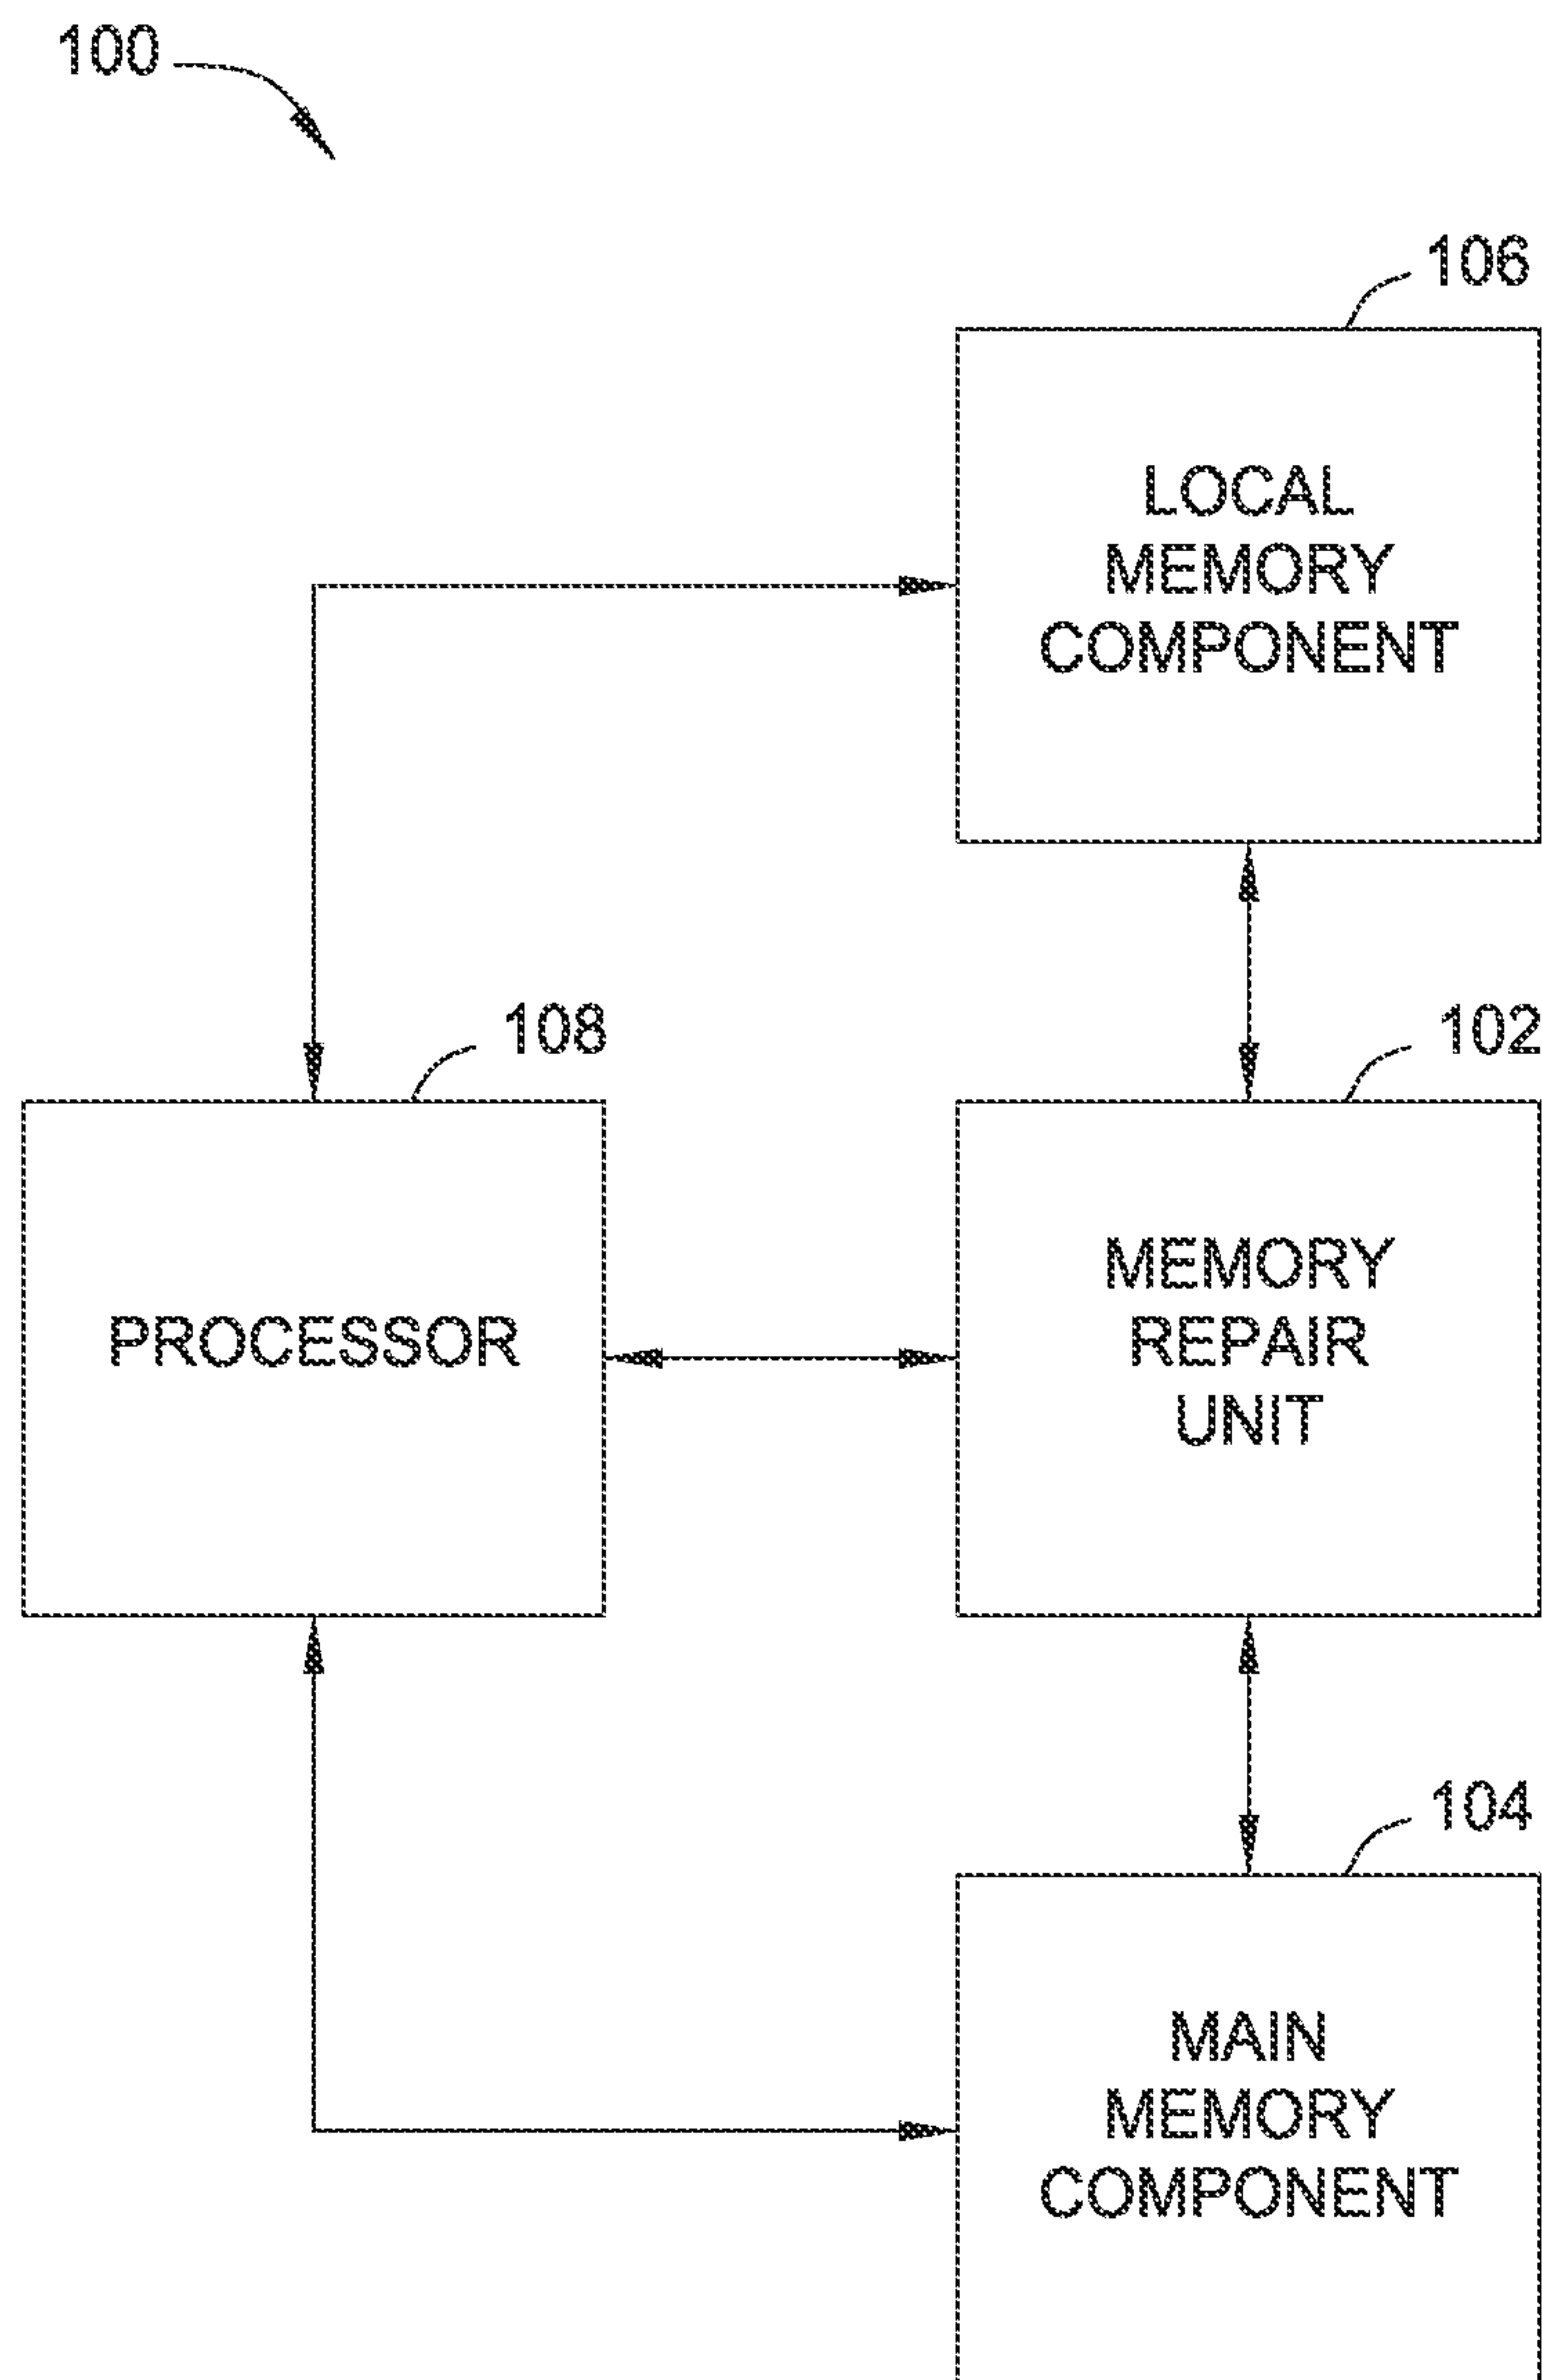 100
106
LOCAL
MEMORY
COMPONENT
108
102
PROCESSOR
MEMORY
REPAIR
UNIT
104
MAIN
MEMORY
COMPONENT